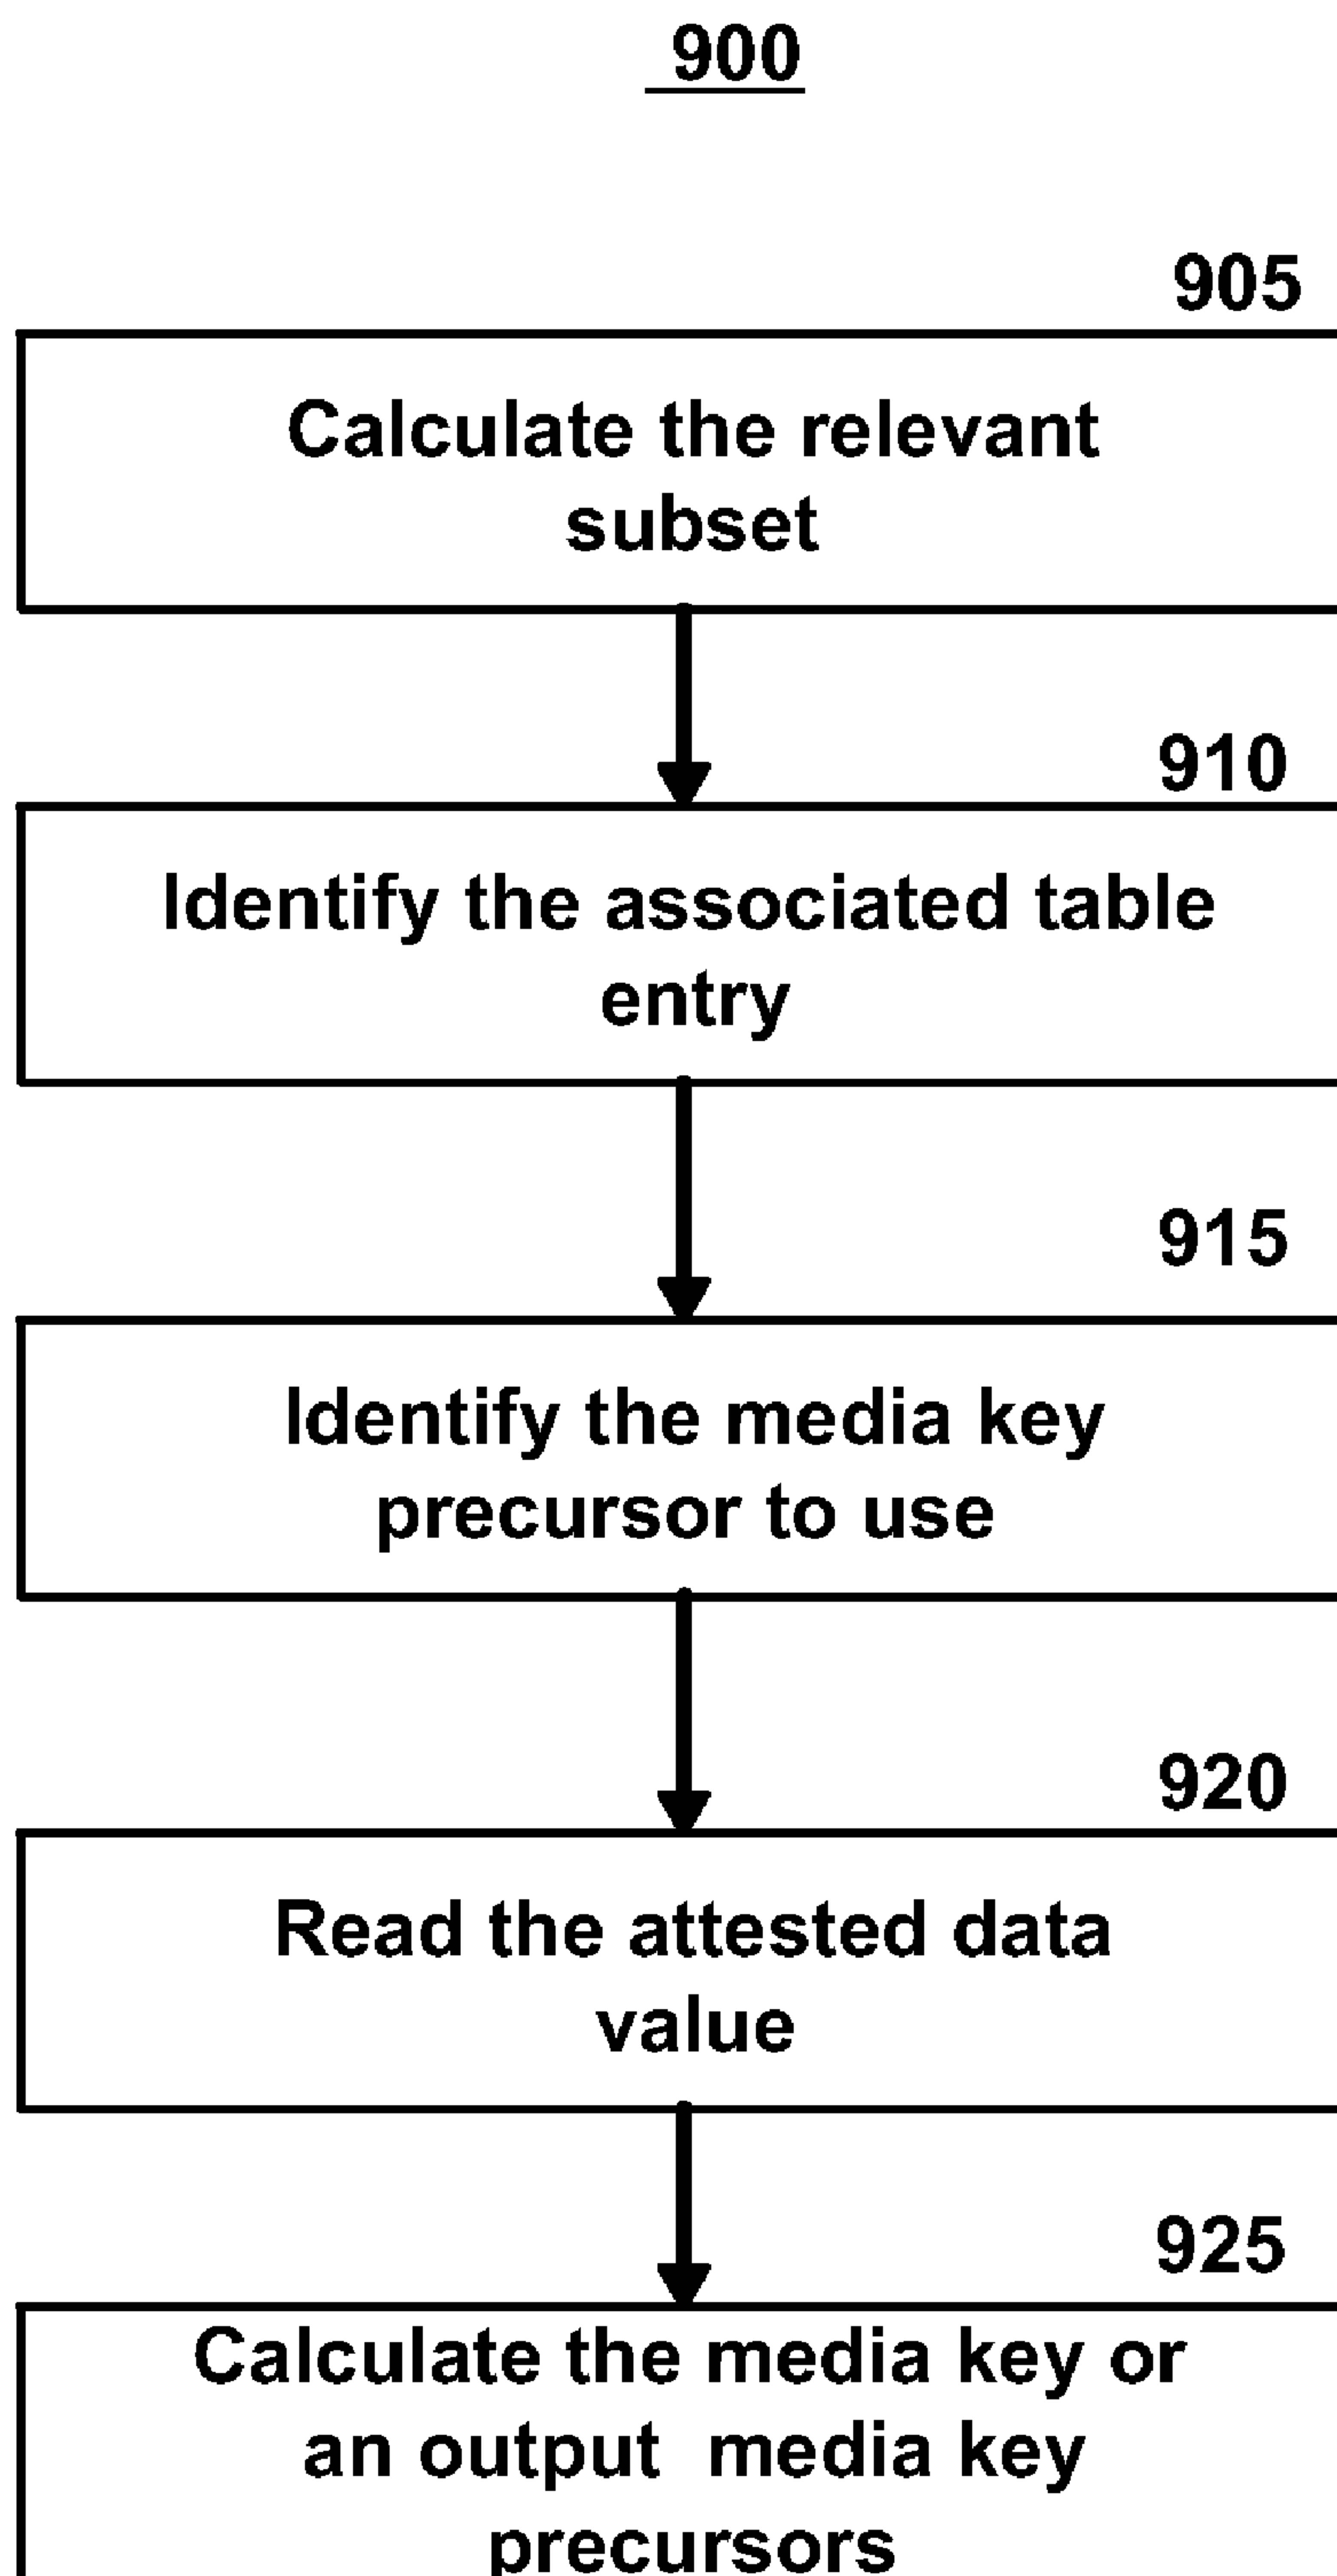 900
905
Calculate the relevant
subset
910
Identify the associated table
entry
915
Identify the media key
precursor to use
920
Read the attested data
value
925
Calculate the media key or
an output media key
precursors